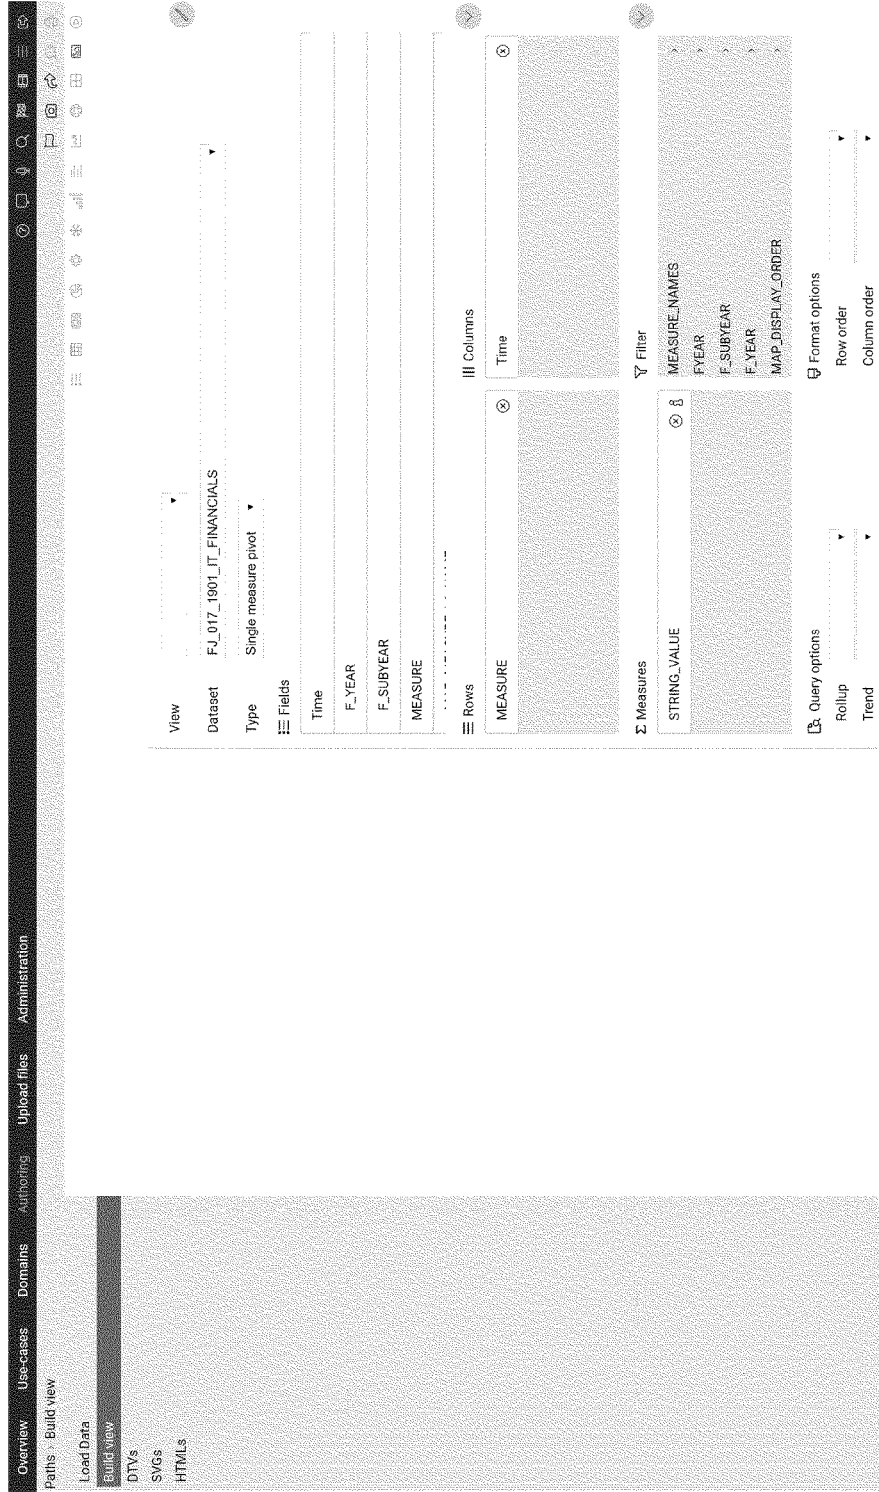 Overview Use-cases Domains Authoring Upload files Administration
Paths Build view
Load Data
Build view
DTVs
SVGs
HTMLs
View
Dataset FJ_017_1901_IT_FINANCIALS
Type Single measure pivot
Fields
Time
F_YEAR
F_SUBYEAR
MEASURE
Rows Columns
MEASURE Time
Σ Measures Filter
STRING_VALUE MEASURE_NAMES
FYEAR
F_SUBYEAR
F_YEAR
MAP_DISPLAY_ORDER
Query options Format options
Rollup Row order
Trend Column order